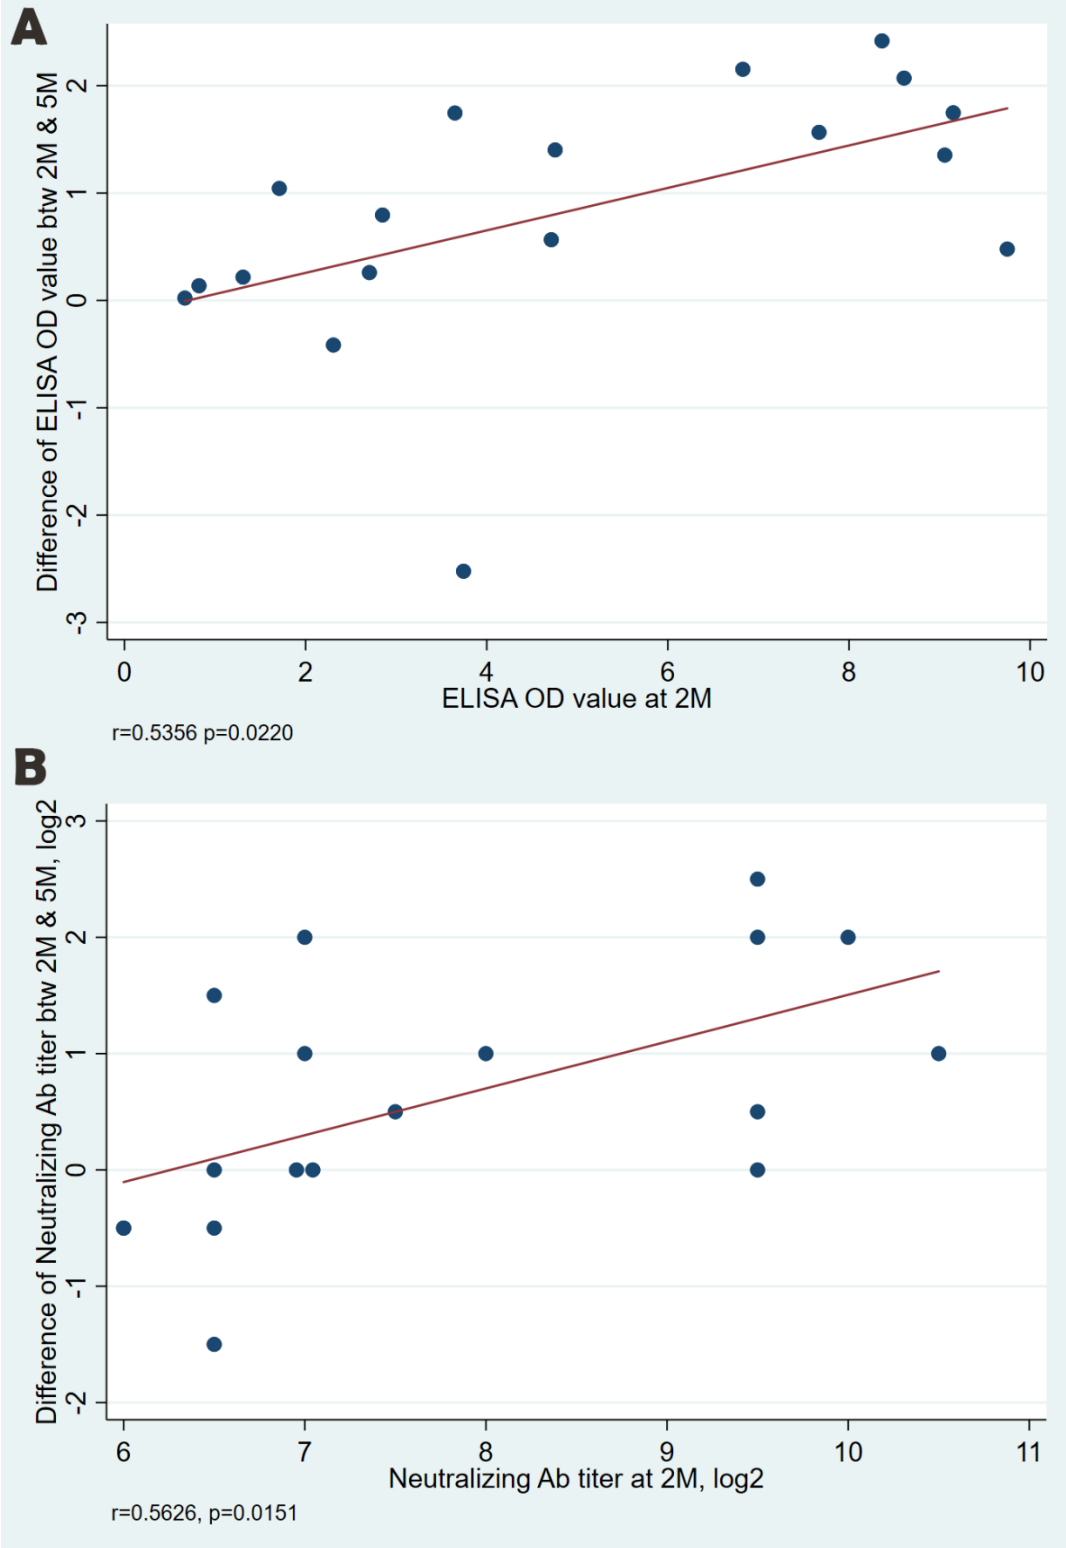 A
Difference of ELISA OD value btw 2M & 5M
2
1
0
-1
-2
-3
0 2 4 6 8 10
ELISA OD value at 2M
r=0.5356 p=0.0220
B
Difference of Neutralizing Ab titer btw 2M & 5M, log2
3
2
1
0
-1
-2
6 7 8 9 10 11
Neutralizing Ab titer at 2M, log2
r=0.5626, p=0.0151